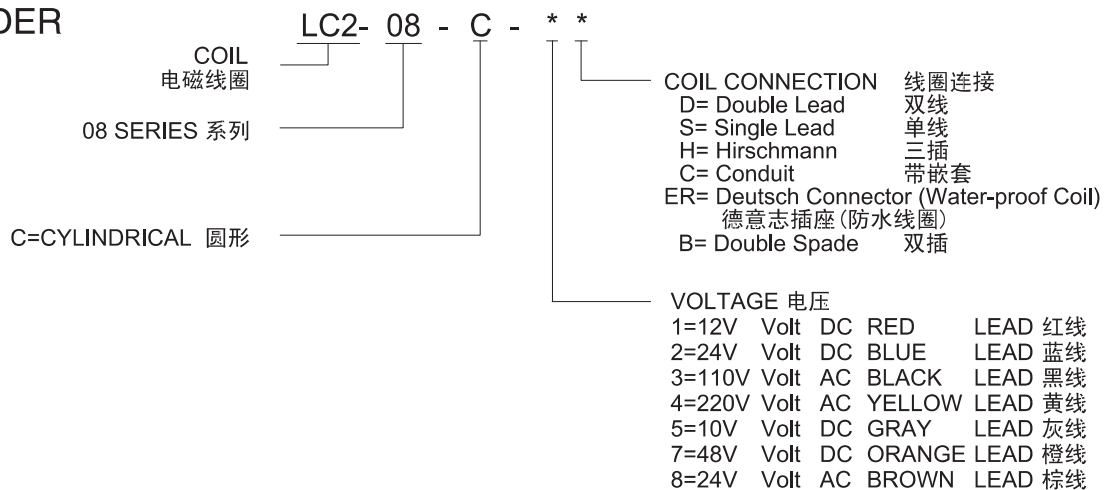 DER
LC2- 08 - C - * *
COIL
电磁线圈
08 SERIES 系列
C=CYLINDRICAL 圆形
COIL CONNECTION 线圈连接
D= Double Lead 双线
S= Single Lead 单线
H= Hirschmann 三插
C= Conduit 带嵌套
ER= Deutsch Connector (Water-proof Coil)
德意志插座(防水线圈)
B= Double Spade 双插
VOLTAGE 电压
1=12V Volt DC RED LEAD 红线
2=24V Volt DC BLUE LEAD 蓝线
3=110V Volt AC BLACK LEAD 黑线
4=220V Volt AC YELLOW LEAD 黄线
5=10V Volt DC GRAY LEAD 灰线
7=48V Volt DC ORANGE LEAD 橙线
8=24V Volt AC BROWN LEAD 棕线